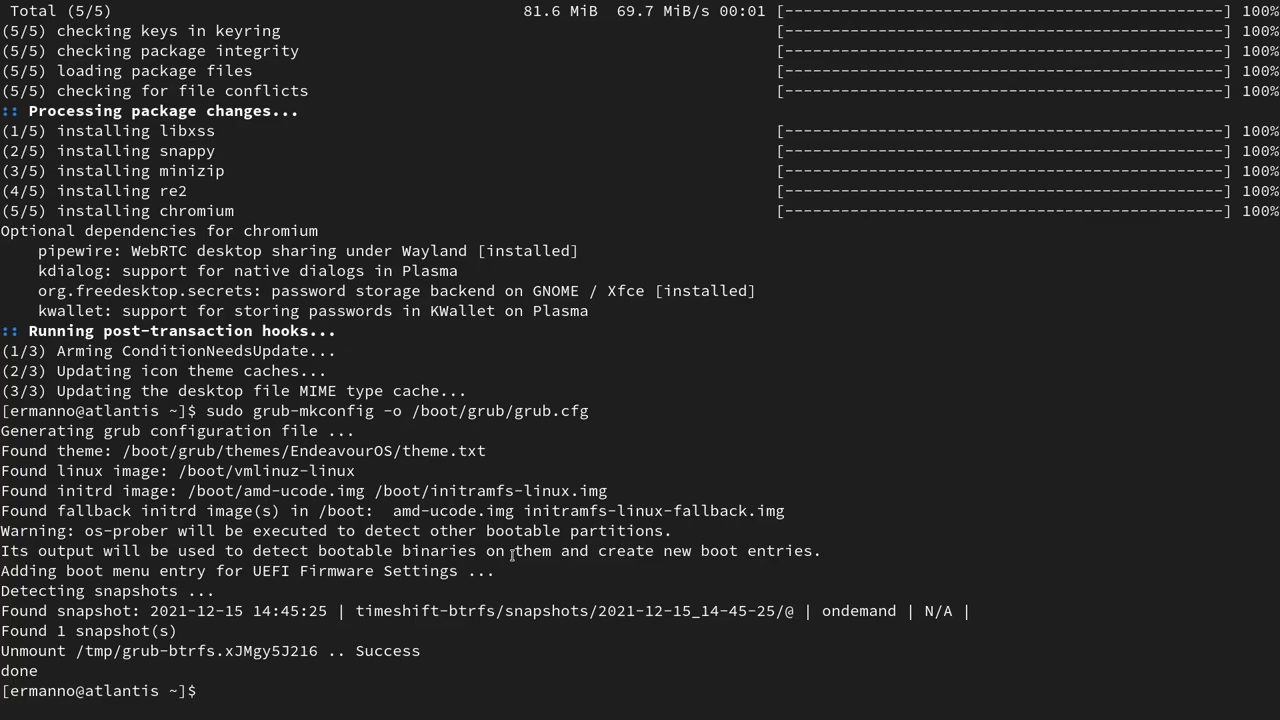 Total (5/5) 81.6 MiB 69.7 MiB/s 00:01 [-----------------------------------------------] 100%
(5/5) checking keys in keyring [-----------------------------------------------] 100%
(5/5) checking package integrity [-----------------------------------------------] 100%
(5/5) loading package files [-----------------------------------------------] 100%
(5/5) checking for file conflicts [-----------------------------------------------] 100%
:: Processing package changes...
(1/5) installing libxss [-----------------------------------------------] 100%
(2/5) installing snappy [-----------------------------------------------] 100%
(3/5) installing minizip [-----------------------------------------------] 100%
(4/5) installing re2 [-----------------------------------------------] 100%
(5/5) installing chromium [-----------------------------------------------] 100%
Optional dependencies for chromium
    pipewire: WebRTC desktop sharing under Wayland [installed]
    kdialog: support for native dialogs in Plasma
    org.freedesktop.secrets: password storage backend on GNOME / Xfce [installed]
    kwallet: support for storing passwords in KWallet on Plasma
:: Running post-transaction hooks...
(1/3) Arming ConditionNeedsUpdate...
(2/3) Updating icon theme caches...
(3/3) Updating the desktop file MIME type cache...
[ermanno@atlantis ~]$ sudo grub-mkconfig -o /boot/grub/grub.cfg
Generating grub configuration file ...
Found theme: /boot/grub/themes/EndeavourOS/theme.txt
Found linux image: /boot/vmlinuz-linux
Found initrd image: /boot/amd-ucode.img /boot/initramfs-linux.img
Found fallback initrd image(s) in /boot:  amd-ucode.img initramfs-linux-fallback.img
Warning: os-prober will be executed to detect other bootable partitions.
Its output will be used to detect bootable binaries on them and create new boot entries.
Adding boot menu entry for UEFI Firmware Settings ...
Detecting snapshots ...
Found snapshot: 2021-12-15 14:45:25 | timeshift-btrfs/snapshots/2021-12-15_14-45-25/@ | ondemand | N/A |
Found 1 snapshot(s)
Unmount /tmp/grub-btrfs.xJMgy5J216 .. Success
done
[ermanno@atlantis ~]$